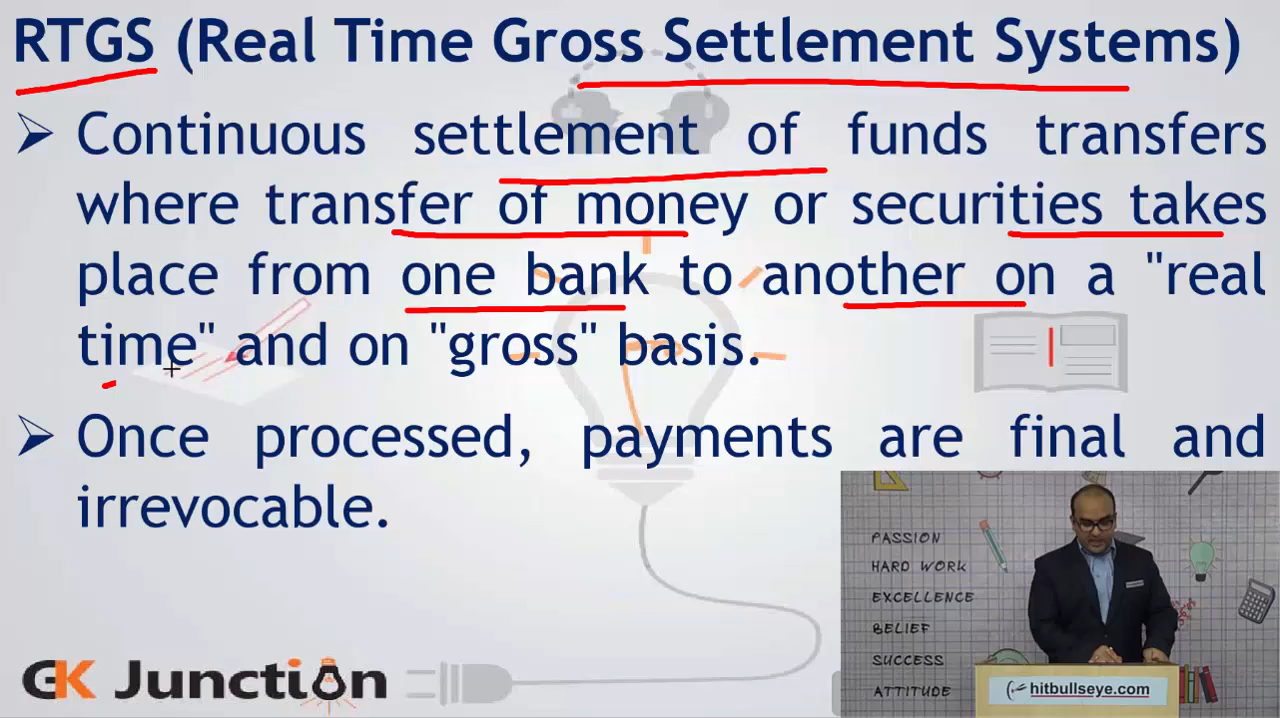 RTGS (Real Time Gross Settlement Systems)
➤ Continuous settlement of funds transfers
where transfer of money or securities takes
place from one bank to another on a "real
time" and on "gross" basis.
➤ Once processed, payments are final and
irrevocable.
PASSION
HARD WORK
EXCELLENCE
BELIEF
SUCCESS
ATTITUDE
hitbullseye.com
GK Junction